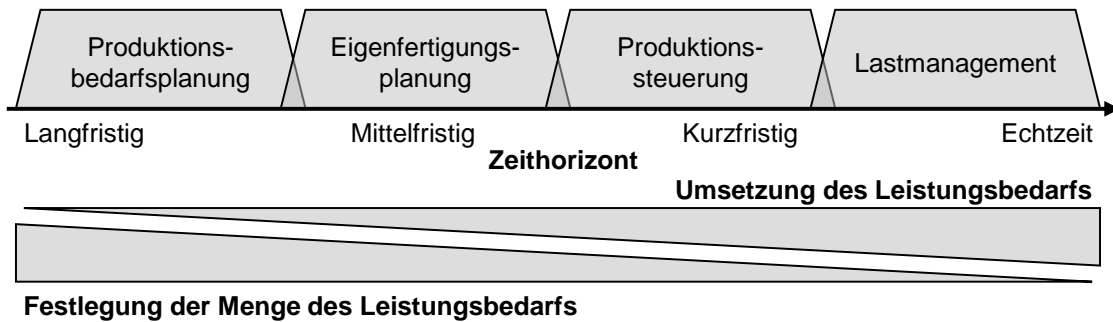 Produktions-
bedarfsplanung
Eigenfertigungs-
planung
Produktions-
steuerung
Lastmanagement
Langfristig
Mittelfristig
Kurzfristig
Echtzeit
Zeithorizont
Umsetzung des Leistungsbedarfs
Festlegung der Menge des Leistungsbedarfs